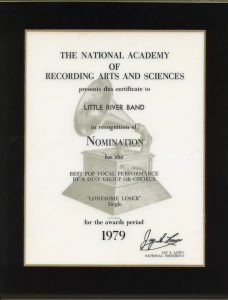 THE NATIONAL ACADEMY
OF
RECORDING ARTS AND SCIENCES
presents this certificate to
LITTLE RIVER BAND
in recognition of
NOMINATION
for the
BEST POP VOCAL PERFORMANCE
BY A DUO, GROUP OR CHORUS
"LONESOME LOSER"
Single
for the awards period
1979
JAY S. LOWY
NATIONAL PRESIDENT